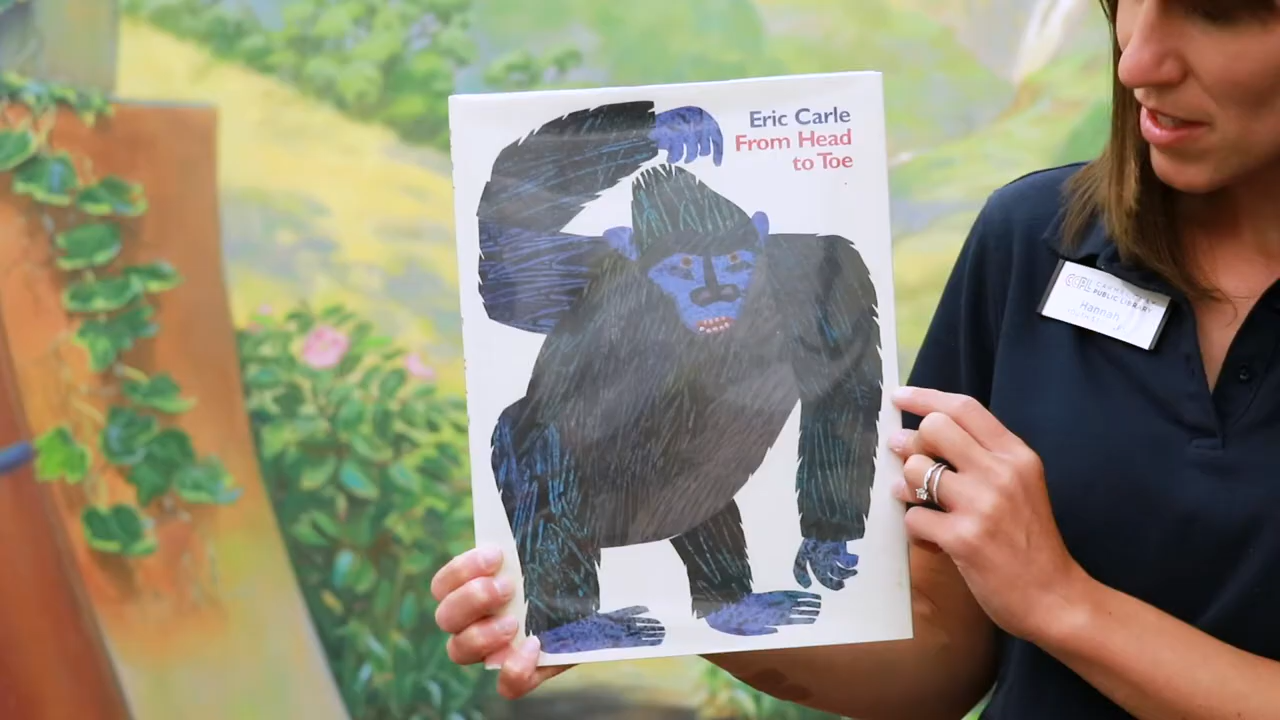 Eric Carle
From Head
to Toe
PUBLIC LIBRARY
Hannah